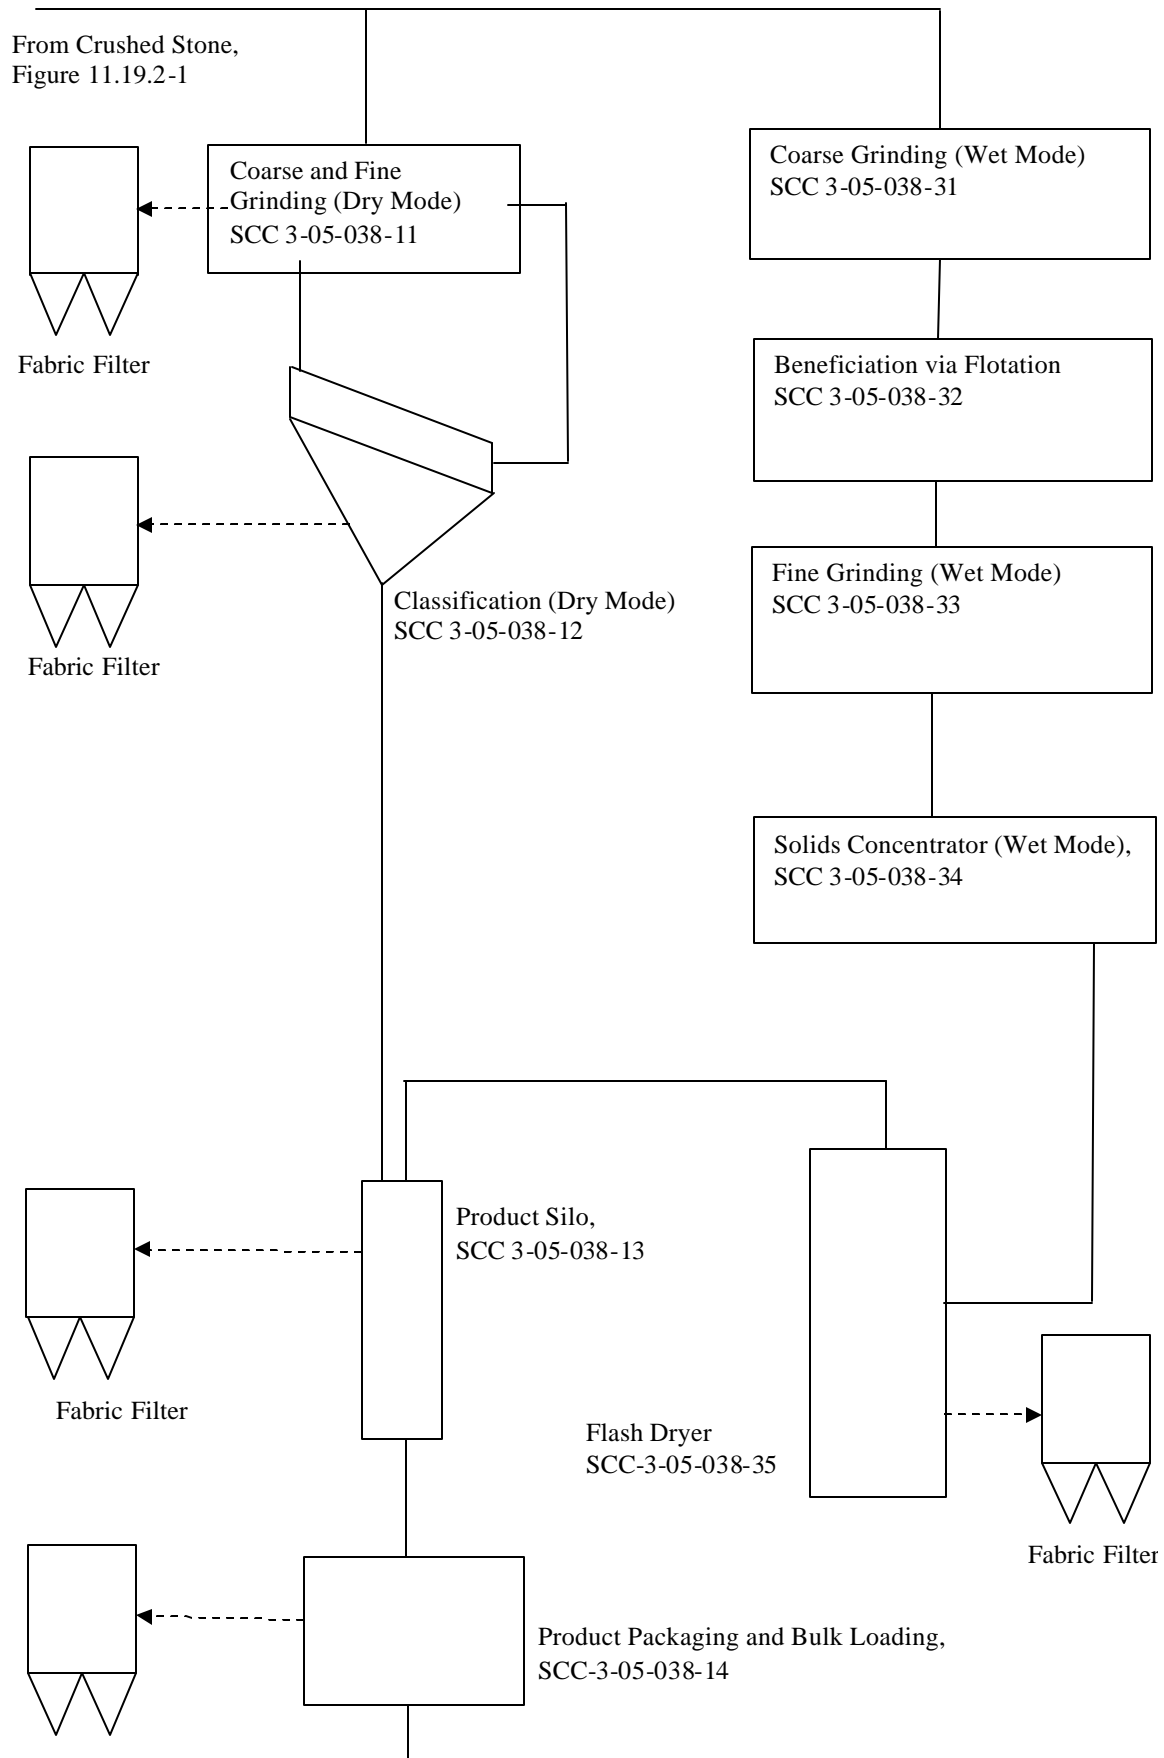 From Crushed Stone,
Figure 11.19.2-1
Coarse and Fine
Grinding (Dry Mode)
SCC 3-05-038-11
Coarse Grinding (Wet Mode)
SCC 3-05-038-31
Fabric Filter
Beneficiation via Flotation
SCC 3-05-038-32
Fine Grinding (Wet Mode)
SCC 3-05-038-33
Classification (Dry Mode)
SCC 3-05-038-12
Fabric Filter
Solids Concentrator (Wet Mode),
SCC 3-05-038-34
Product Silo,
SCC 3-05-038-13
Fabric Filter
Flash Dryer
SCC-3-05-038-35
Fabric Filter
Product Packaging and Bulk Loading,
SCC-3-05-038-14